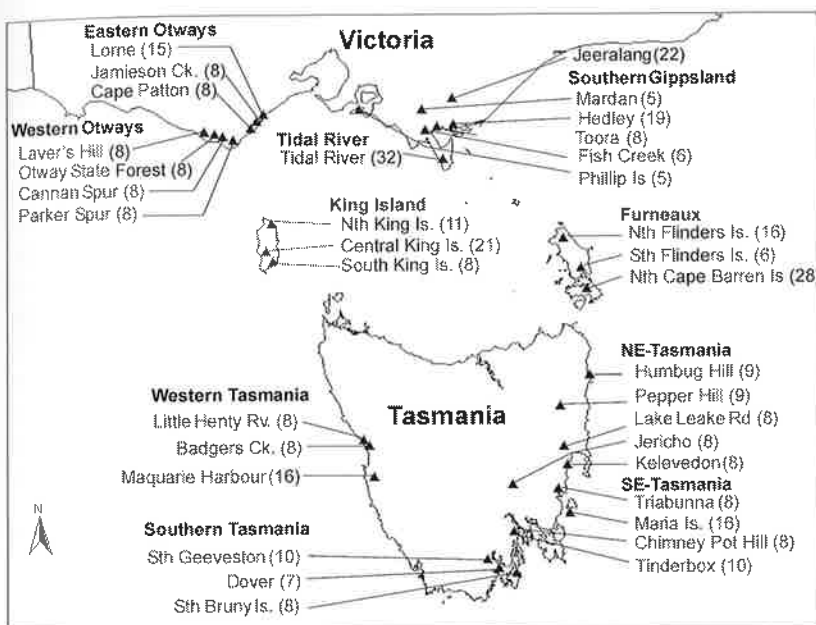 Victoria
Eastern Otways
Lorne (15)
Jamieson Ck. (8)
Cape Patton (8)
Western Otways
Laver's Hill (8)
Otway State Forest (8)
Cannan Spur (8)
Parker Spur (8)
Tidal River
Tidal River (32)
Jeeralang (22)
Southern Gippsland
Mardan (5)
Hedley (19)
Toora (8)
Fish Creek (6)
Phillip Is (5)
King Island
Nth King Is. (11)
Central King Is. (21)
South King Is. (8)
Furneaux
Nth Flinders Is. (16)
Sth Flinders Is. (6)
Nth Cape Barren Is (28
Tasmania
Western Tasmania
Little Henty Rv. (8)
Badgers Ck. (8)
Maquarie Harbour (16)
Southern Tasmania
Sth Geeveston (10)
Dover (7)
Sth Bruny Is. (8)
NE-Tasmania
Humbug Hill (9)
Pepper Hill (9)
Lake Leake Rd (8)
Jericho (8)
Kelevedon (8)
SE-Tasmania
Triabunna (8)
Maria Is. (16)
Chimney Pot Hill (8)
Tinderbox (10)
N